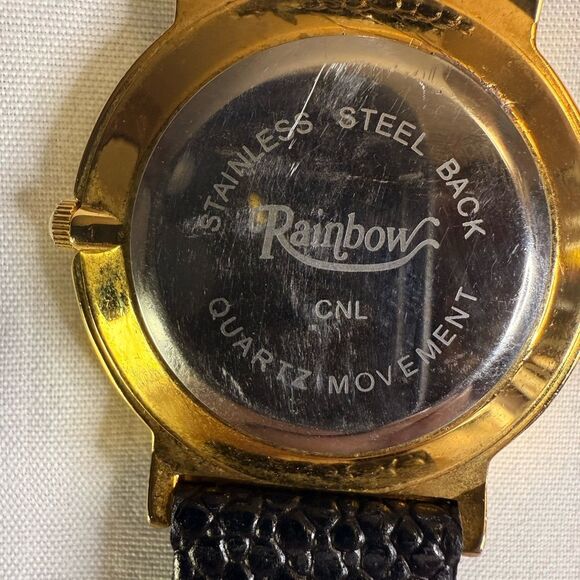 STAINLESS STEEL BACK
Rainbow
CNL
QUARTZ MOVEMENT